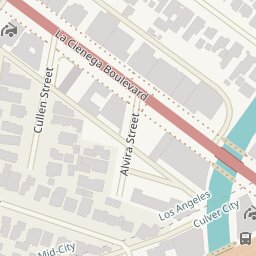 La Cienega Boulevard
Cullen Street
Alvira Street
Los Angeles
Culver City
Mid-City